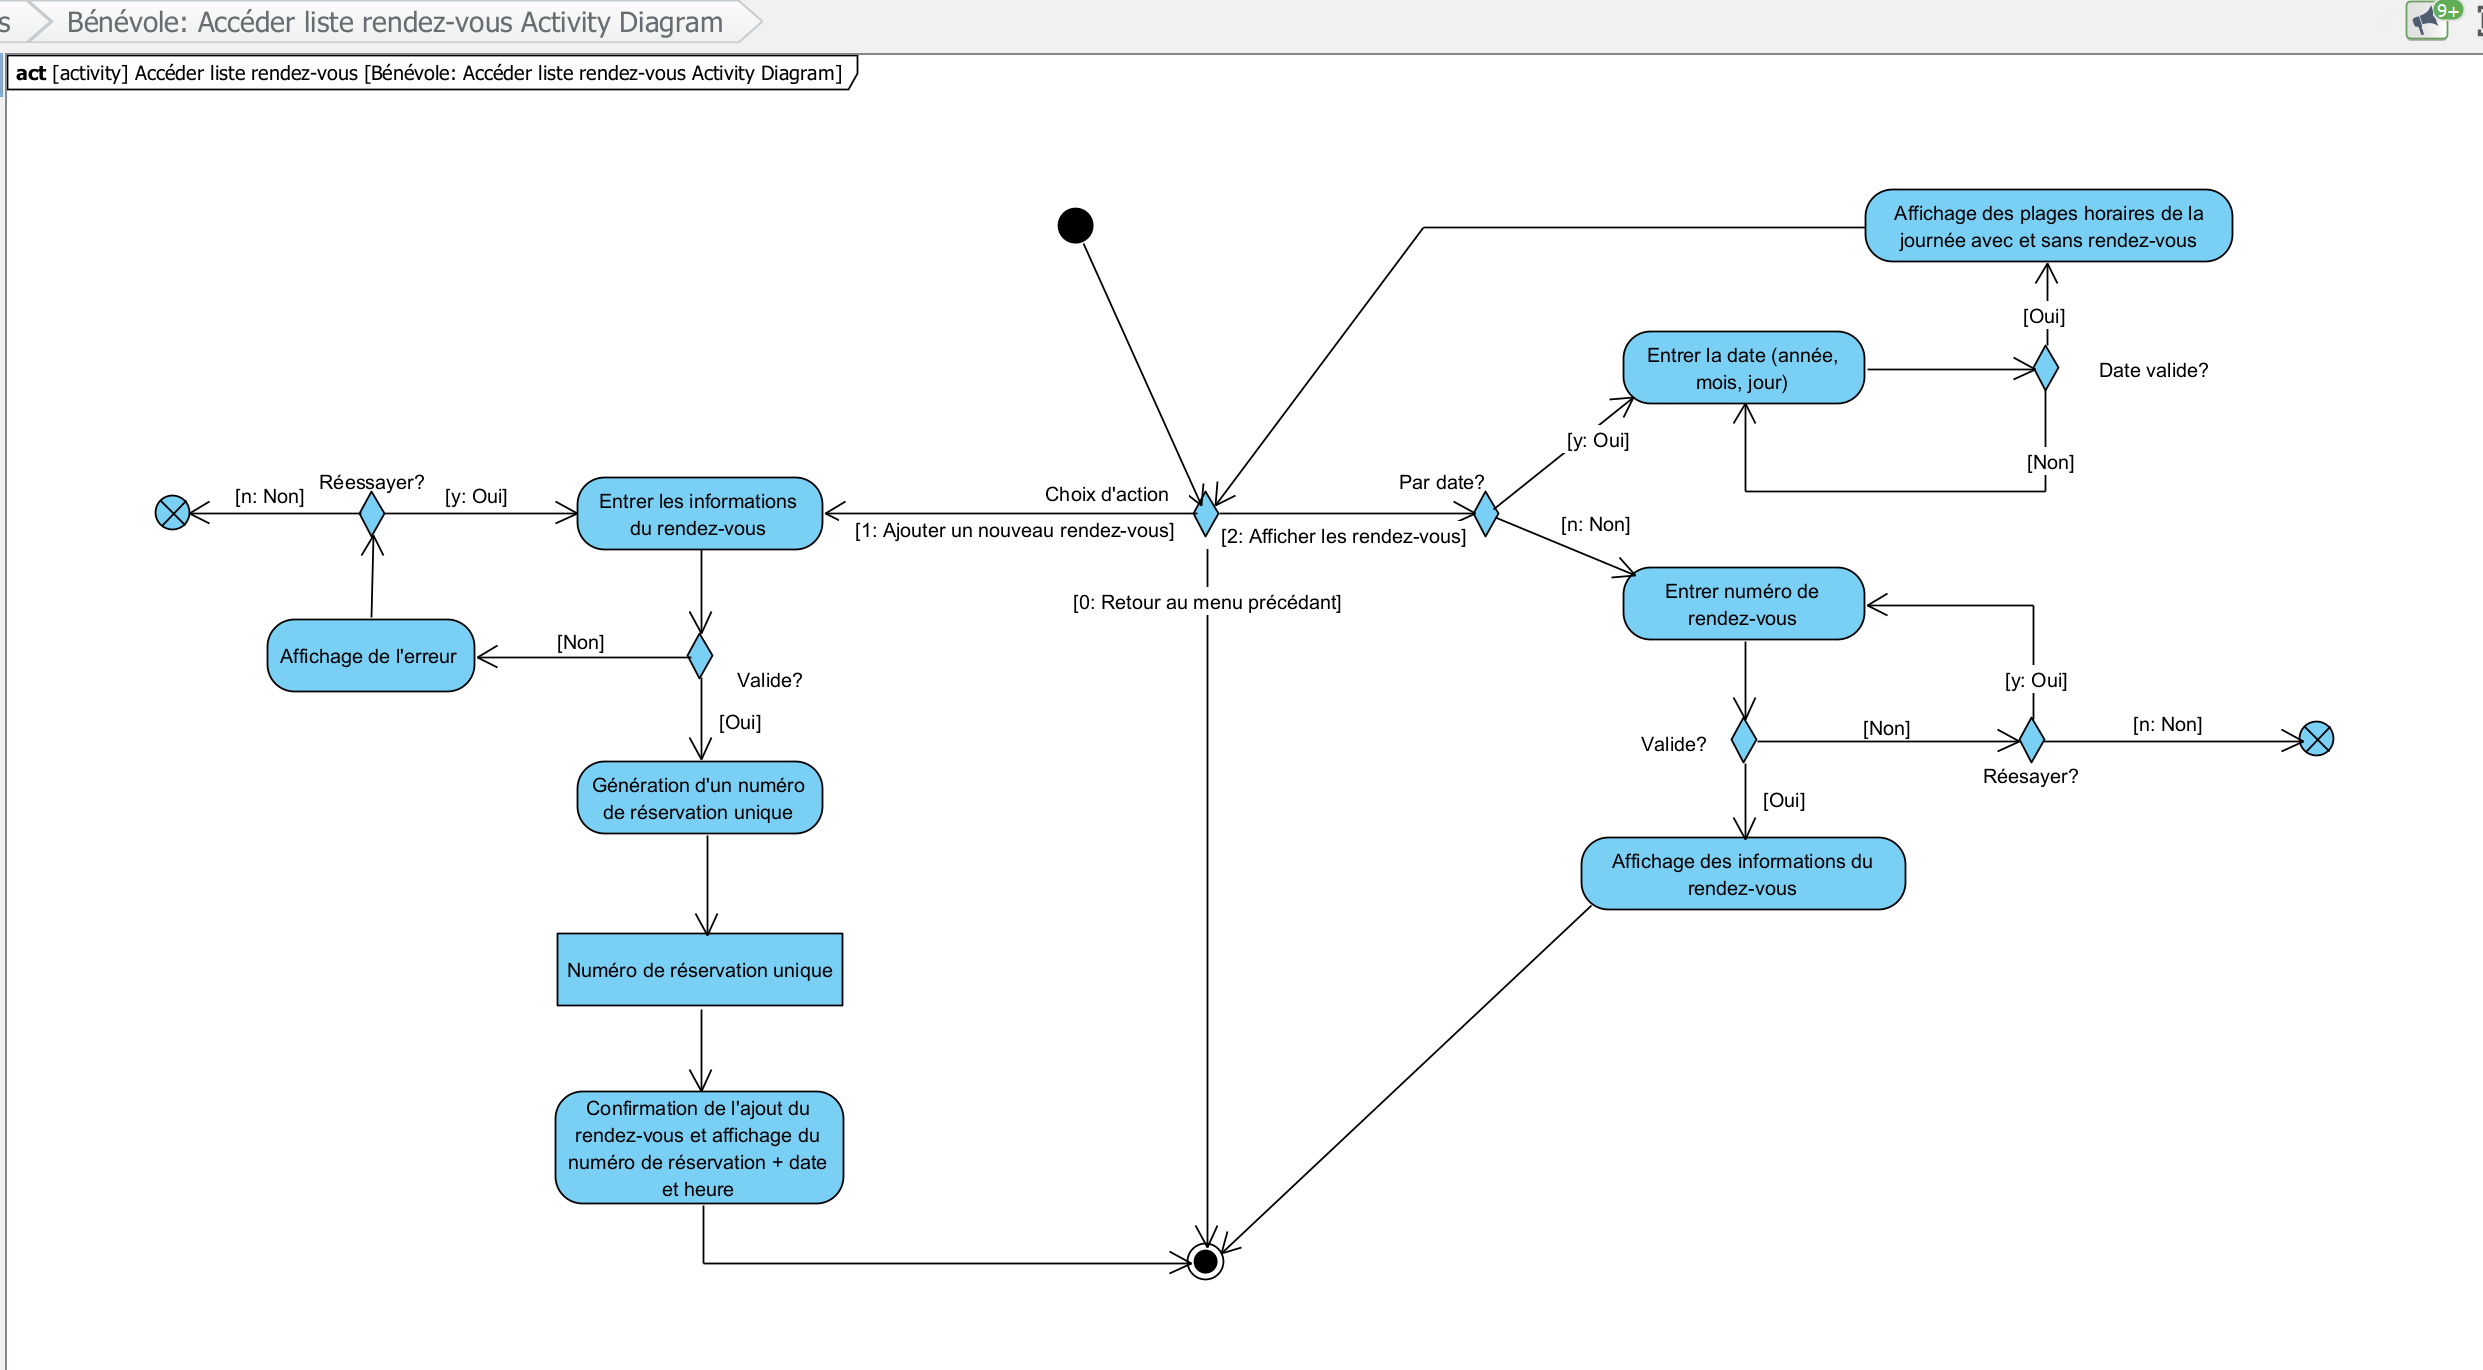 s
Bénévole: Accéder liste rendez-vous Activity Diagram
9+
act [activity] Accéder liste rendez-vous [Bénévole: Accéder liste rendez-vous Activity Diagram]
Affichage des plages horaires de la
journée avec et sans rendez-vous
[Oui]
Entrer la date (année,
mois, jour)
Date valide?
[y: Oui]
[Non]
Réessayer?
[n: Non]
[y: Oui]
Entrer les informations
du rendez-vous
Choix d'action
[1: Ajouter un nouveau rendez-vous]
Par date?
[2: Afficher les rendez-vous]
[n: Non]
[0: Retour au menu précédant]
Entrer numéro de
rendez-vous
Affichage de l'erreur
[Non]
Valide?
[y: Oui]
[Oui]
Valide?
[Non]
[n: Non]
Réesayer?
Génération d'un numéro
de réservation unique
[Oui]
Affichage des informations du
rendez-vous
Numéro de réservation unique
Confirmation de l'ajout du
rendez-vous et affichage du
numéro de réservation + date
et heure